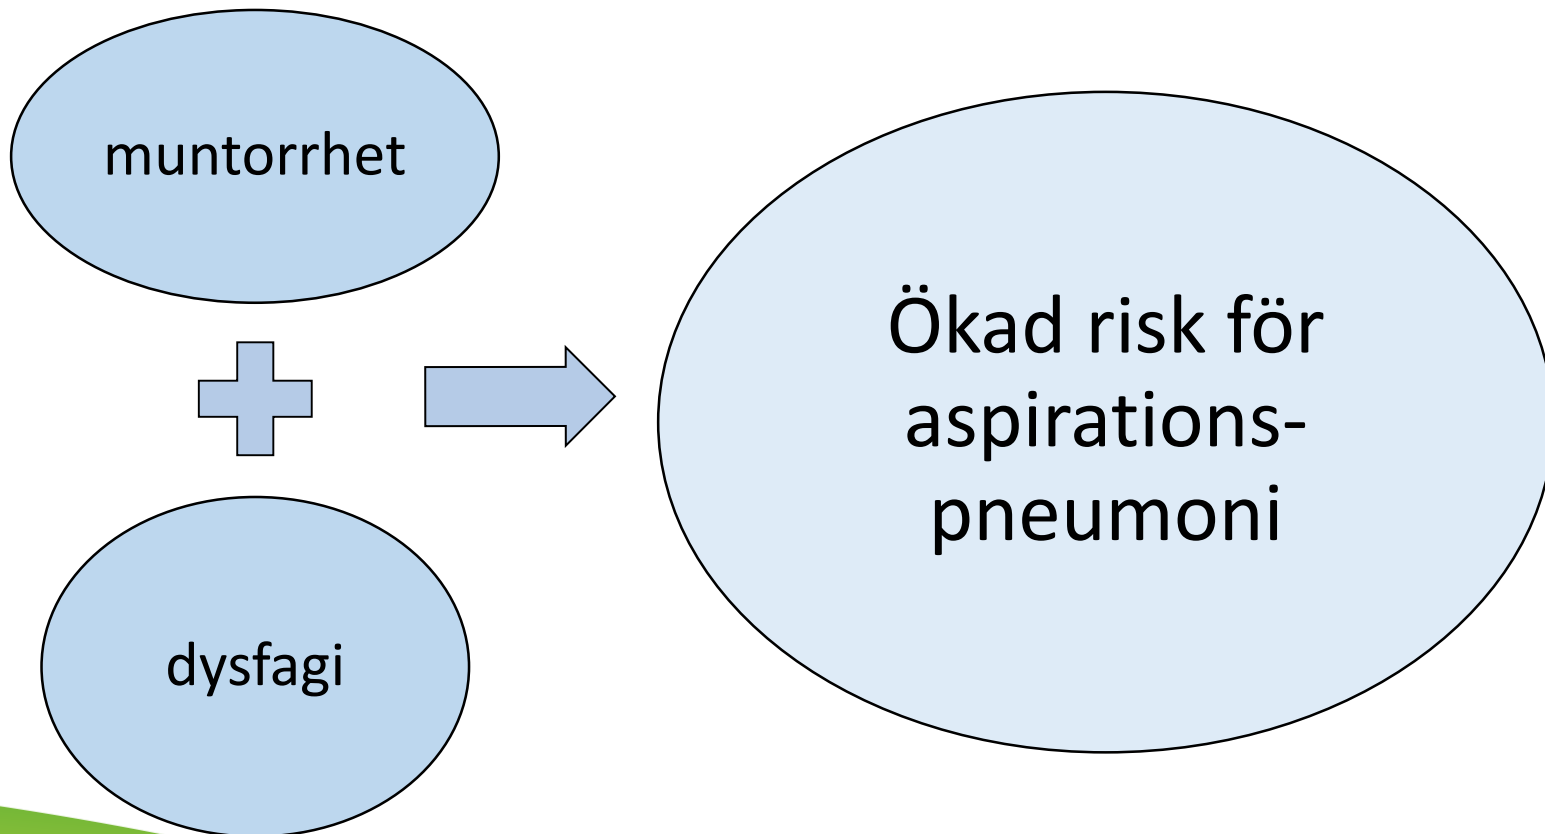 muntorrhet
dysfagi
Ökad risk för
aspirations-
pneumoni